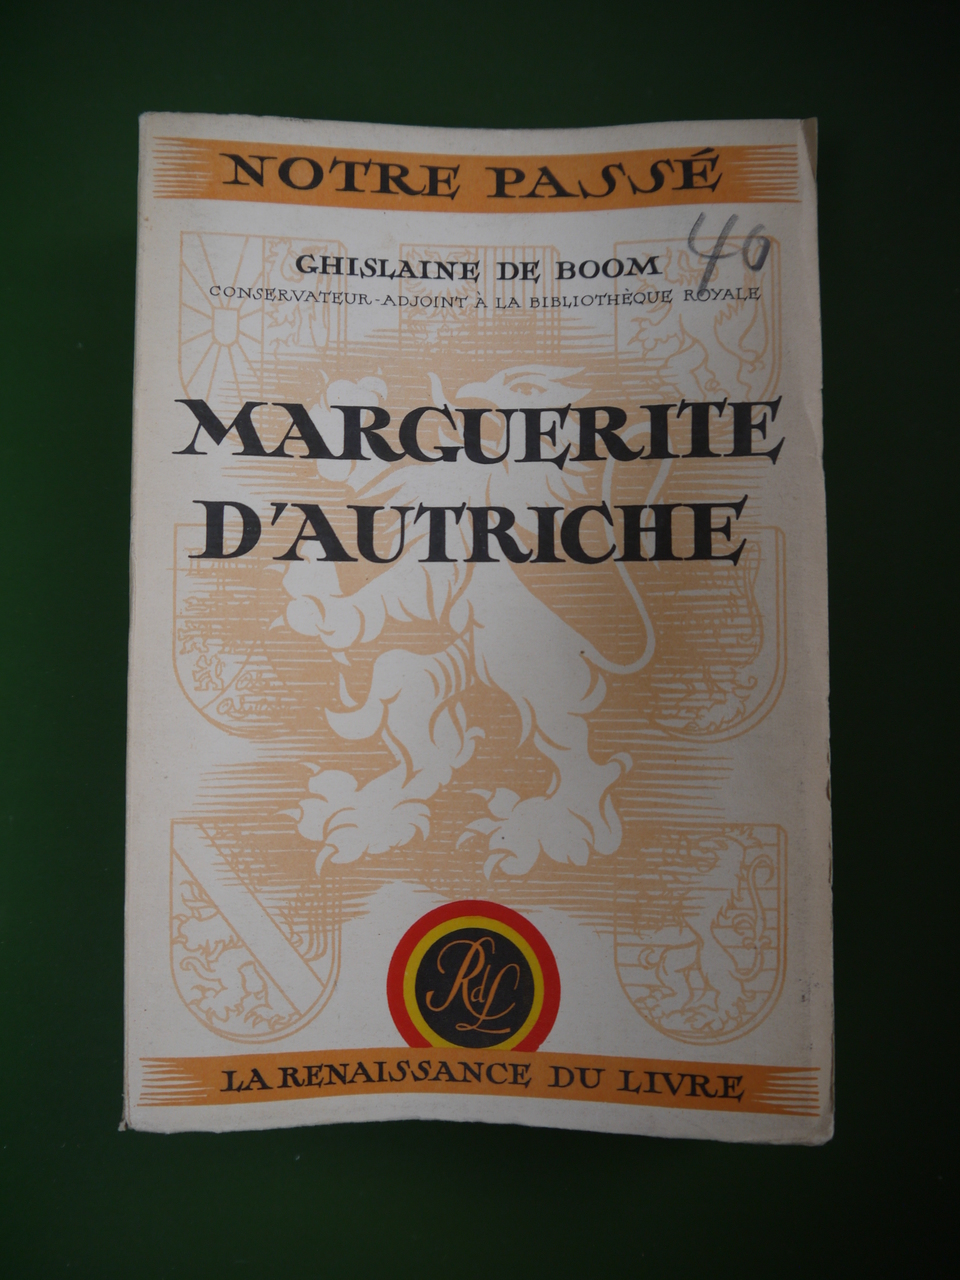 NOTRE PASSÉ
40
GHISLAINE DE BOOM
CONSERVATEUR-ADJOINT À LA BIBLIOTHÈQUE ROYALE
MARGUERITE
D'AUTRICHE
RdL
LA RENAISSANCE DU LIVRE